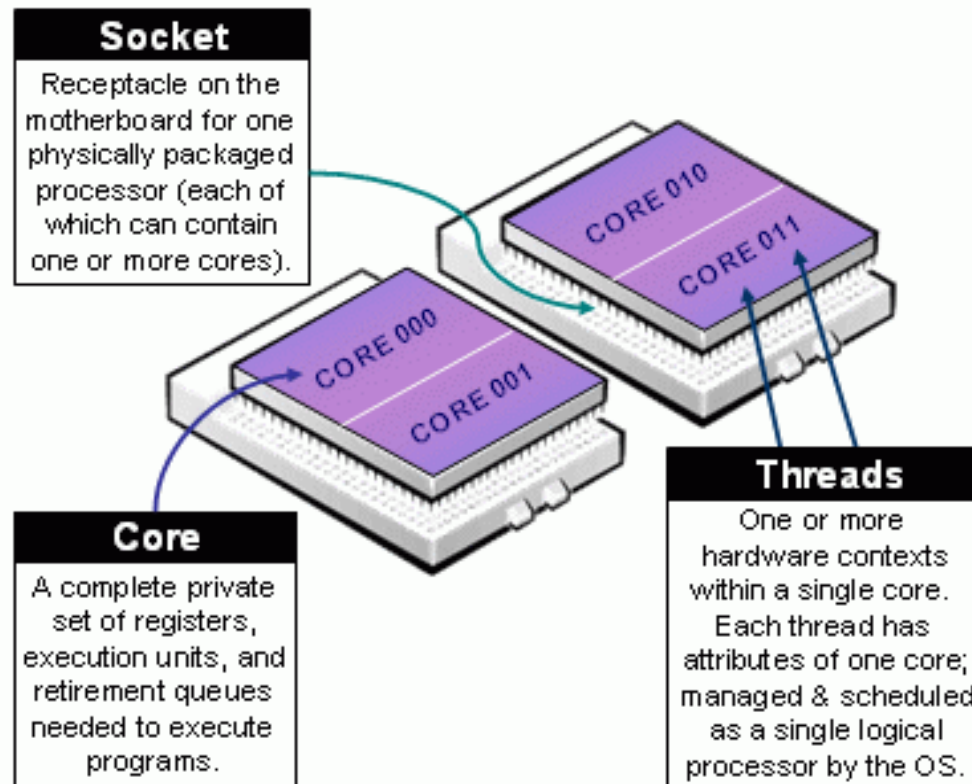 Socket
Receptacle on the
motherboard for one
physically packaged
processor (each of
which can contain
one or more cores).
CORE 010
CORE 011
CORE 000
CORE 001
Core
A complete private
set of registers,
execution units, and
retirement queues
needed to execute
programs.
Threads
One or more
hardware contexts
within a single core.
Each thread has
attributes of one core;
managed & scheduled
as a single logical
processor by the OS.